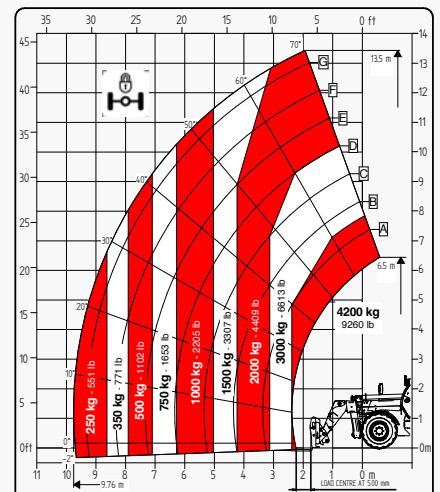 35 30 25 20 15 10 5 0 ft
14
13
12
11
10
9
8
7
6
5
4
3
2
1
0m
45
40
35
30
25
20
15
10
5
0ft
70°
60°
50°
40°
30°
20°
10°
0°
-2°
G
F
E
D
C
B
A
13.5 m
6.5 m
250 kg - 551 lb
350 kg - 771 lb
500 kg - 1102 lb
750 kg - 1653 lb
1000 kg - 2205 lb
1500 kg - 3307 lb
2000 kg - 4409 lb
3000 kg - 6613 lb
4200 kg
9260 lb
11 10 9 8 7 6 5 4 3 2 1 0 m
9.76 m
LOAD CENTRE AT 500 mm